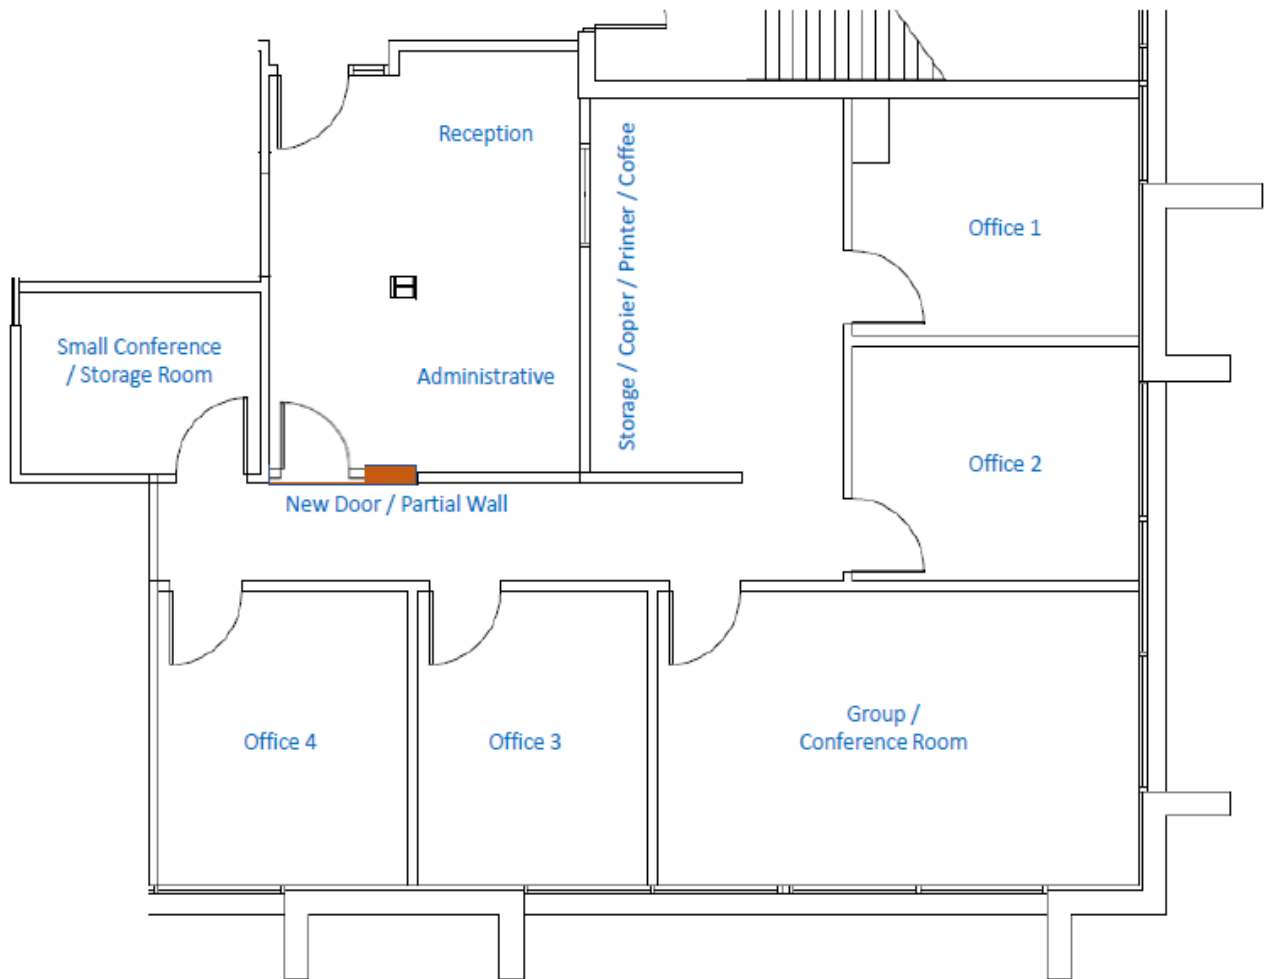 Reception
Storage / Copier / Printer / Coffee
Office 1
Small Conference
/ Storage Room
Administrative
Office 2
New Door / Partial Wall
Office 4
Office 3
Group /
Conference Room